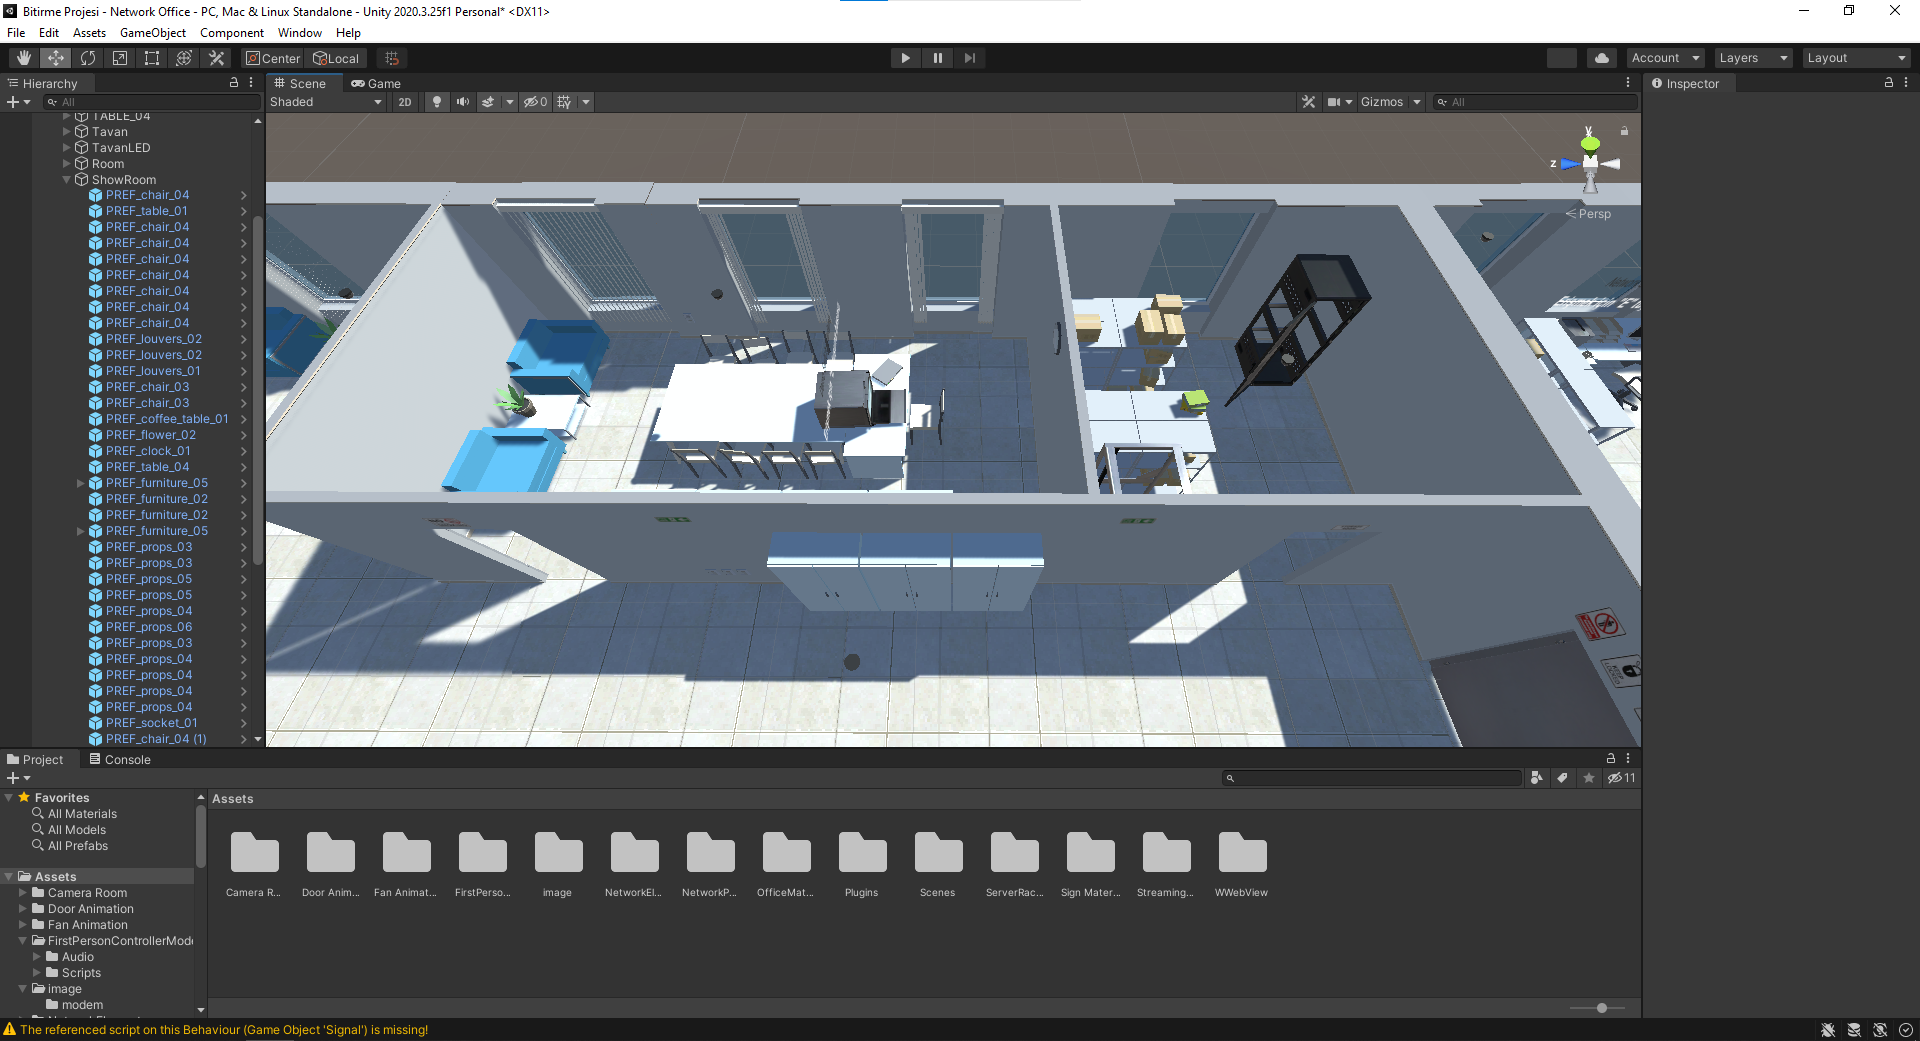 Bitirme Projesi - Network Office - PC, Mac & Linux Standalone - Unity 2020.3.25f1 Personal* <DX11>
File Edit Assets GameObject Component Window Help
Center Local Account Layers Layout
Hierarchy
All
TABLE_04
Tavan
TavanLED
Room
ShowRoom
PREF_chair_04
PREF_table_01
PREF_chair_04
PREF_chair_04
PREF_chair_04
PREF_chair_04
PREF_chair_04
PREF_chair_04
PREF_chair_04
PREF_louvers_02
PREF_louvers_02
PREF_louvers_01
PREF_chair_03
PREF_chair_03
PREF_coffee_table_01
PREF_flower_02
PREF_clock_01
PREF_table_04
PREF_furniture_05
PREF_furniture_02
PREF_furniture_02
PREF_furniture_05
PREF_props_03
PREF_props_03
PREF_props_05
PREF_props_05
PREF_props_04
PREF_props_06
PREF_props_03
PREF_props_04
PREF_props_04
PREF_props_04
PREF_props_04
PREF_socket_01
PREF_chair_04 (1)
Scene Game
Shaded 2D 0 Gizmos All
y
z
Persp
Inspector
Project Console
11
Favorites
All Materials
All Models
All Prefabs
Assets
Camera Room
Door Animation
Fan Animation
FirstPersonControllerMode
Audio
Scripts
image
modem
Assets
Camera R... Door Anim... Fan Animat... FirstPerso... image NetworkEl... NetworkP... OfficeMat... Plugins Scenes ServerRac... Sign Mater... Streaming... WWebView
The referenced script on this Behaviour (Game Object 'Signal') is missing!